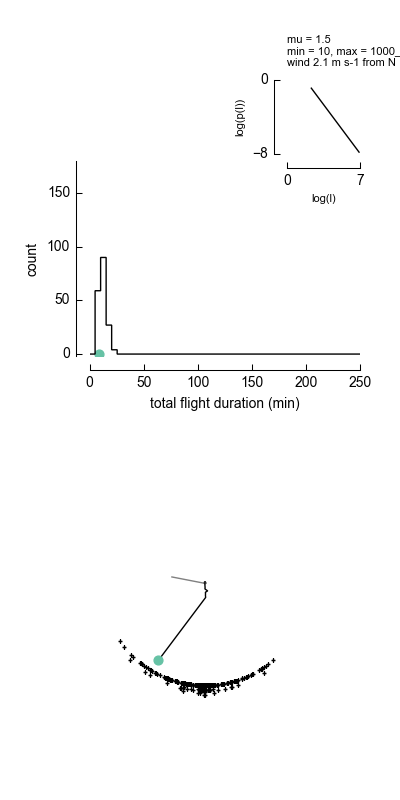 mu = 1.5
min = 10, max = 1000_
wind 2.1 m s-1 from N
0
log(p(l))
−8
0
7
log(l)
150
100
count
50
0
0
50
100
150
200
250
total flight duration (min)